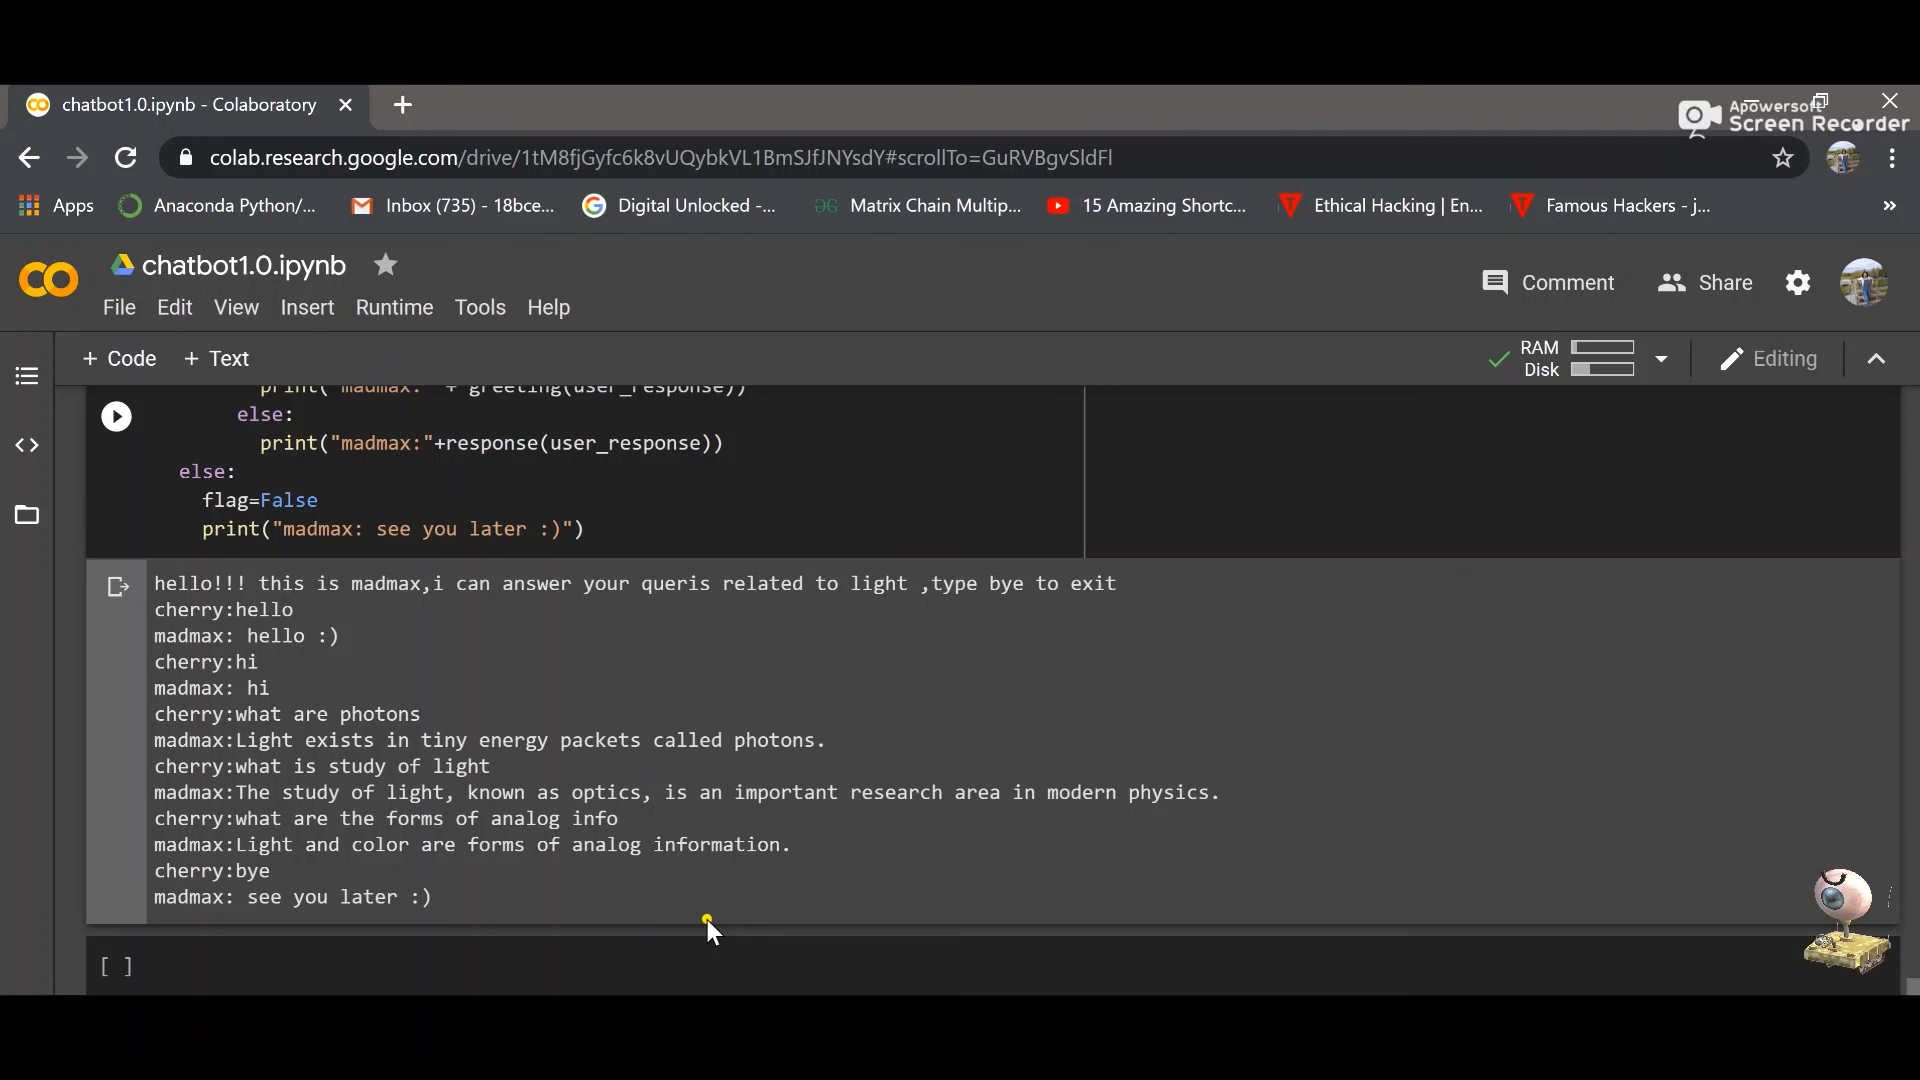 chatbot1.0.ipynb - Colaboratory
Apowersoft
Screen Recorder
colab.research.google.com/drive/1tM8fjGyfc6k8vUQybkVL1BmSJfJNYsdY#scrollTo=GuRVBgvSldFl
Apps Anaconda Python/... Inbox (735) - 18bce... Digital Unlocked -... Matrix Chain Multip... 15 Amazing Shortc... Ethical Hacking | En... Famous Hackers - j... »
chatbot1.0.ipynb
Comment Share
File Edit View Insert Runtime Tools Help
+ Code + Text
RAM
Disk
Editing
print("madmax: " + greeting(user_response))
else:
print("madmax:"+response(user_response))
else:
flag=False
print("madmax: see you later :)")
hello!!! this is madmax,i can answer your queris related to light ,type bye to exit
cherry:hello
madmax: hello :)
cherry:hi
madmax: hi
cherry:what are photons
madmax:Light exists in tiny energy packets called photons.
cherry:what is study of light
madmax:The study of light, known as optics, is an important research area in modern physics.
cherry:what are the forms of analog info
madmax:Light and color are forms of analog information.
cherry:bye
madmax: see you later :)
[ ]